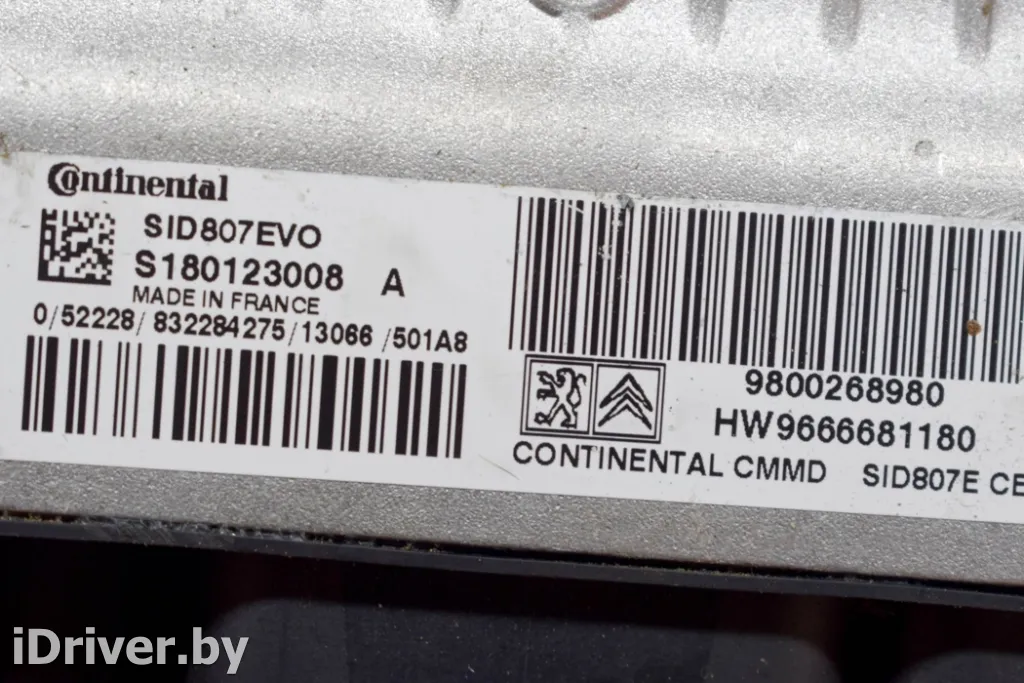 Continental
SID807EVO
S180123008 A
MADE IN FRANCE
0/52228/832284275/13066/501A8
9800268980
HW9666681180
CONTINENTAL CMMD SID807E CE
iDriver.by